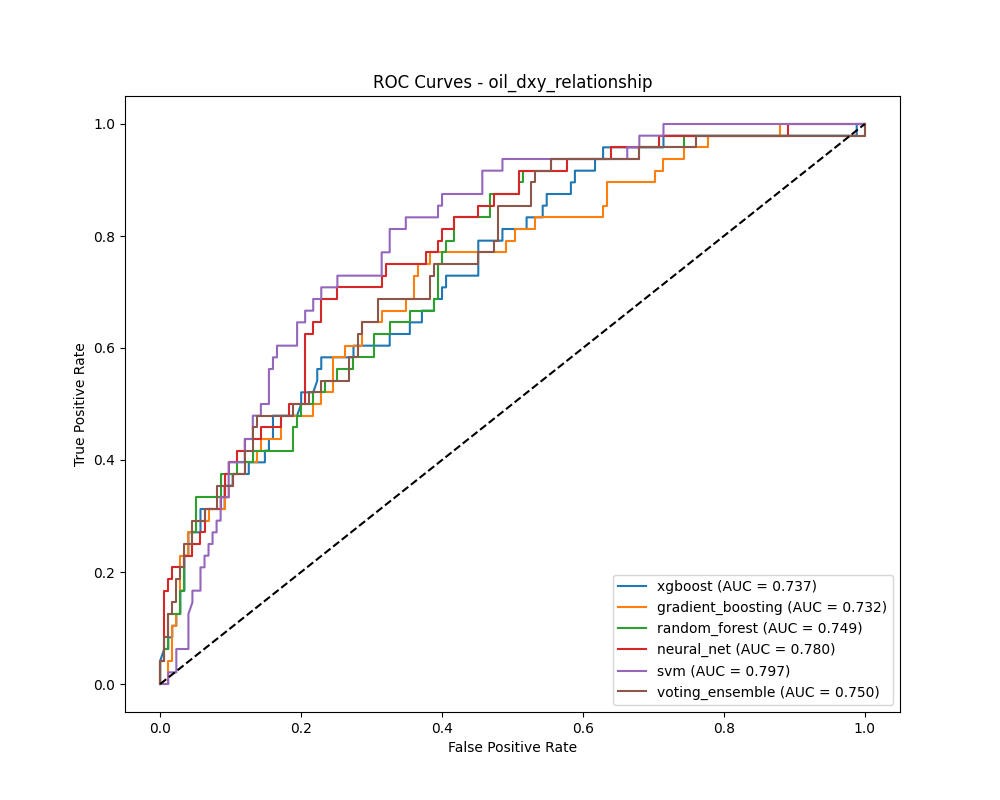 ROC Curves - oil_dxy_relationship
True Positive Rate
1.0
0.8
0.6
0.4
0.2
0.0
xgboost (AUC = 0.737)
gradient_boosting (AUC = 0.732)
random_forest (AUC = 0.749)
neural_net (AUC = 0.780)
svm (AUC = 0.797)
voting_ensemble (AUC = 0.750)
0.0 0.2 0.4 0.6 0.8 1.0
False Positive Rate